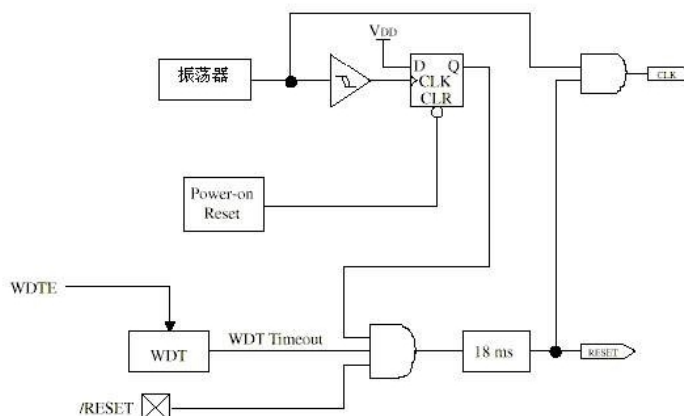 振荡器
VDD
D Q
CLK
CLR
CLK
Power-on
Reset
WDTE
WDT
WDT Timeout
18 ms
RESET
/RESET